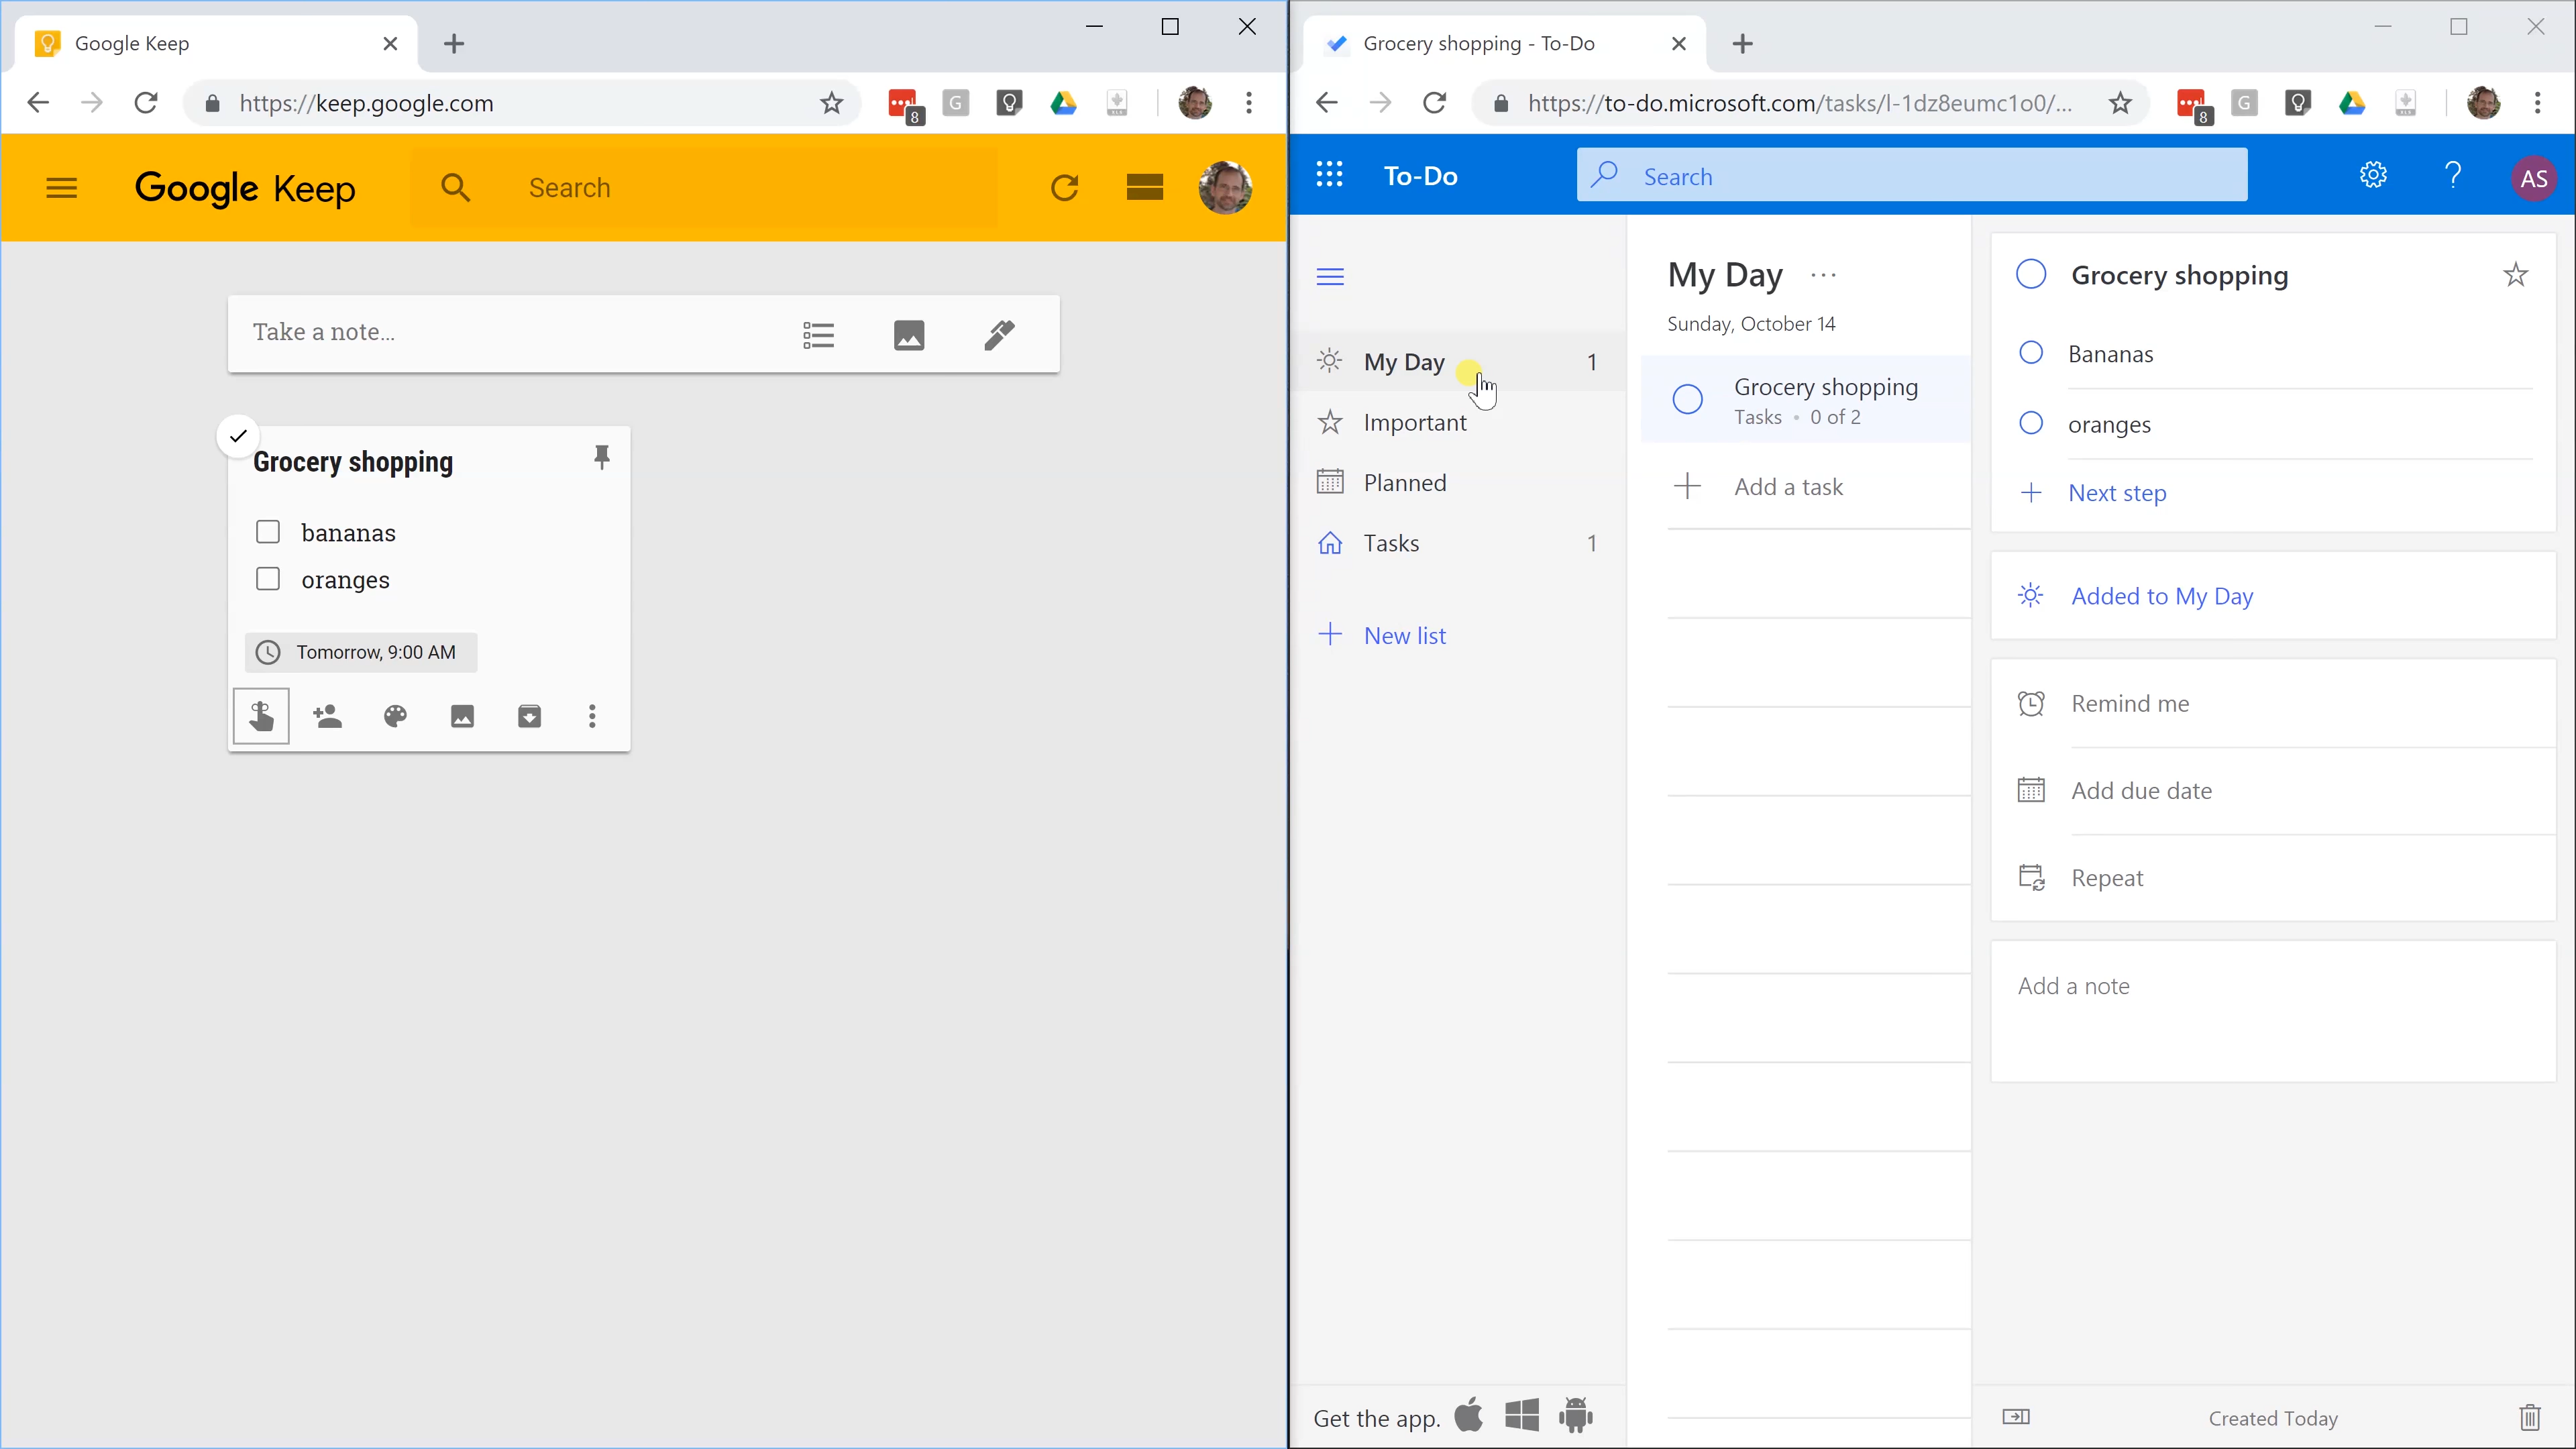 Google Keep
https://keep.google.com
8
G
Google Keep
Search
Take a note...
Grocery shopping
bananas
oranges
Tomorrow, 9:00 AM
Grocery shopping - To-Do
https://to-do.microsoft.com/tasks/l-1dz8eumc1o0/...
8
G
To-Do
Search
?
AS
My Day 1
Important
Planned
Tasks 1
New list
Get the app.
My Day ...
Sunday, October 14
Grocery shopping
Tasks • 0 of 2
Add a task
Grocery shopping
Bananas
oranges
Next step
Added to My Day
Remind me
Add due date
Repeat
Add a note
Created Today